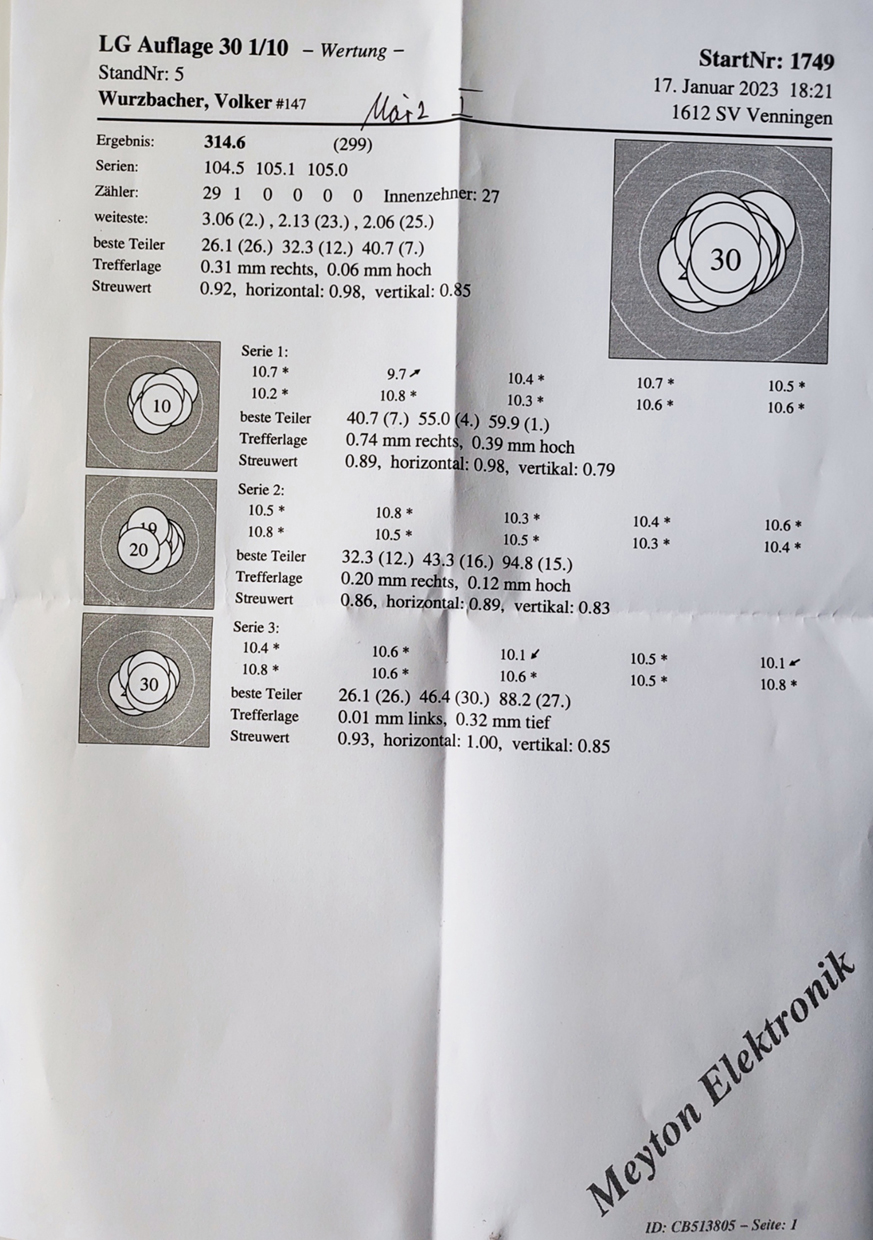 LG Auflage 30 1/10 – Wertung –
StandNr: 5
Wurzbacher, Volker #147
StartNr: 1749
17. Januar 2023 18:21
1612 SV Venningen
März I
Ergebnis: 314.6 (299)
Serien: 104.5 105.1 105.0
Zähler: 29 1 0 0 0 0 Innenzehner: 27
weiteste: 3.06 (2.) , 2.13 (23.) , 2.06 (25.)
beste Teiler 26.1 (26.) 32.3 (12.) 40.7 (7.)
Trefferlage 0.31 mm rechts, 0.06 mm hoch
Streuwert 0.92, horizontal: 0.98, vertikal: 0.85
30
Serie 1:
10.7 * 9.7 ↗ 10.4 * 10.7 * 10.5 *
10.2 * 10.8 * 10.3 * 10.6 * 10.6 *
beste Teiler 40.7 (7.) 55.0 (4.) 59.9 (1.)
Trefferlage 0.74 mm rechts, 0.39 mm hoch
Streuwert 0.89, horizontal: 0.98, vertikal: 0.79
10
Serie 2:
10.5 * 10.8 * 10.3 * 10.4 * 10.6 *
10.8 * 10.5 * 10.5 * 10.3 * 10.4 *
beste Teiler 32.3 (12.) 43.3 (16.) 94.8 (15.)
Trefferlage 0.20 mm rechts, 0.12 mm hoch
Streuwert 0.86, horizontal: 0.89, vertikal: 0.83
20
Serie 3:
10.4 * 10.6 * 10.1 ↙ 10.5 * 10.1 ↙
10.8 * 10.6 * 10.6 * 10.5 * 10.8 *
beste Teiler 26.1 (26.) 46.4 (30.) 88.2 (27.)
Trefferlage 0.01 mm links, 0.32 mm tief
Streuwert 0.93, horizontal: 1.00, vertikal: 0.85
30
Meyton Elektronik
ID: CB513805 – Seite: 1